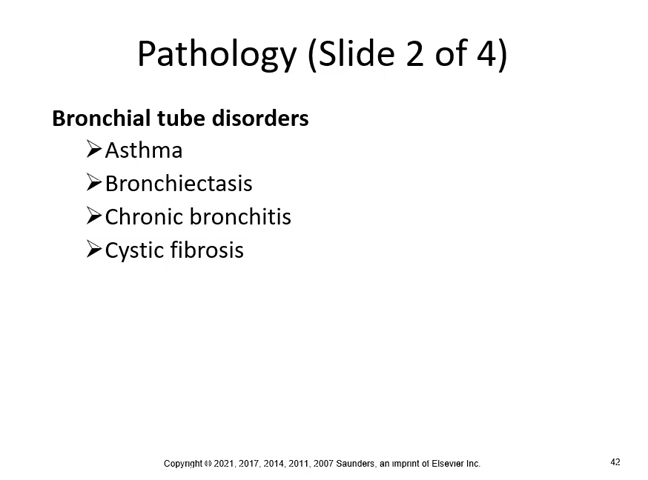 Pathology (Slide 2 of 4)
Bronchial tube disorders
➢Asthma
➢Bronchiectasis
➢Chronic bronchitis
➢Cystic fibrosis
Copyright © 2021, 2017, 2014, 2011, 2007 Saunders, an imprint of Elsevier Inc.
42